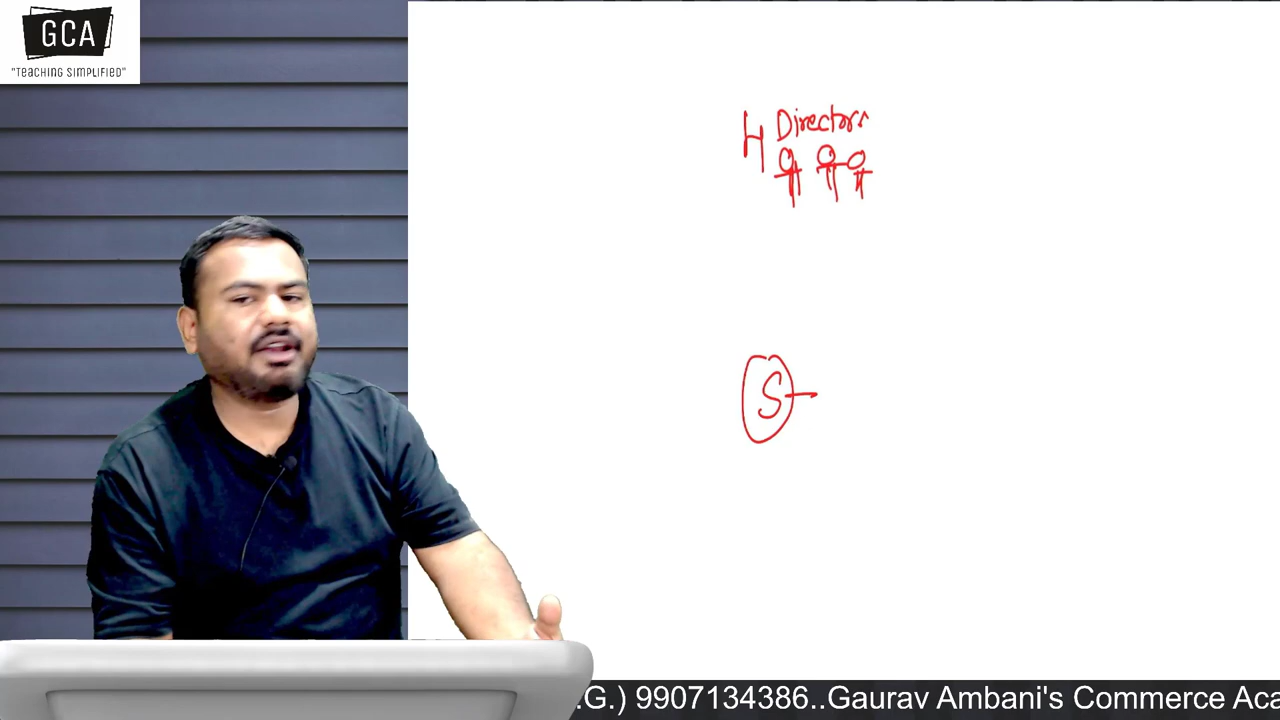 GCA
"Teaching Simplified"
H Directors
S
.G.) 9907134386..Gaurav Ambani's Commerce Aca